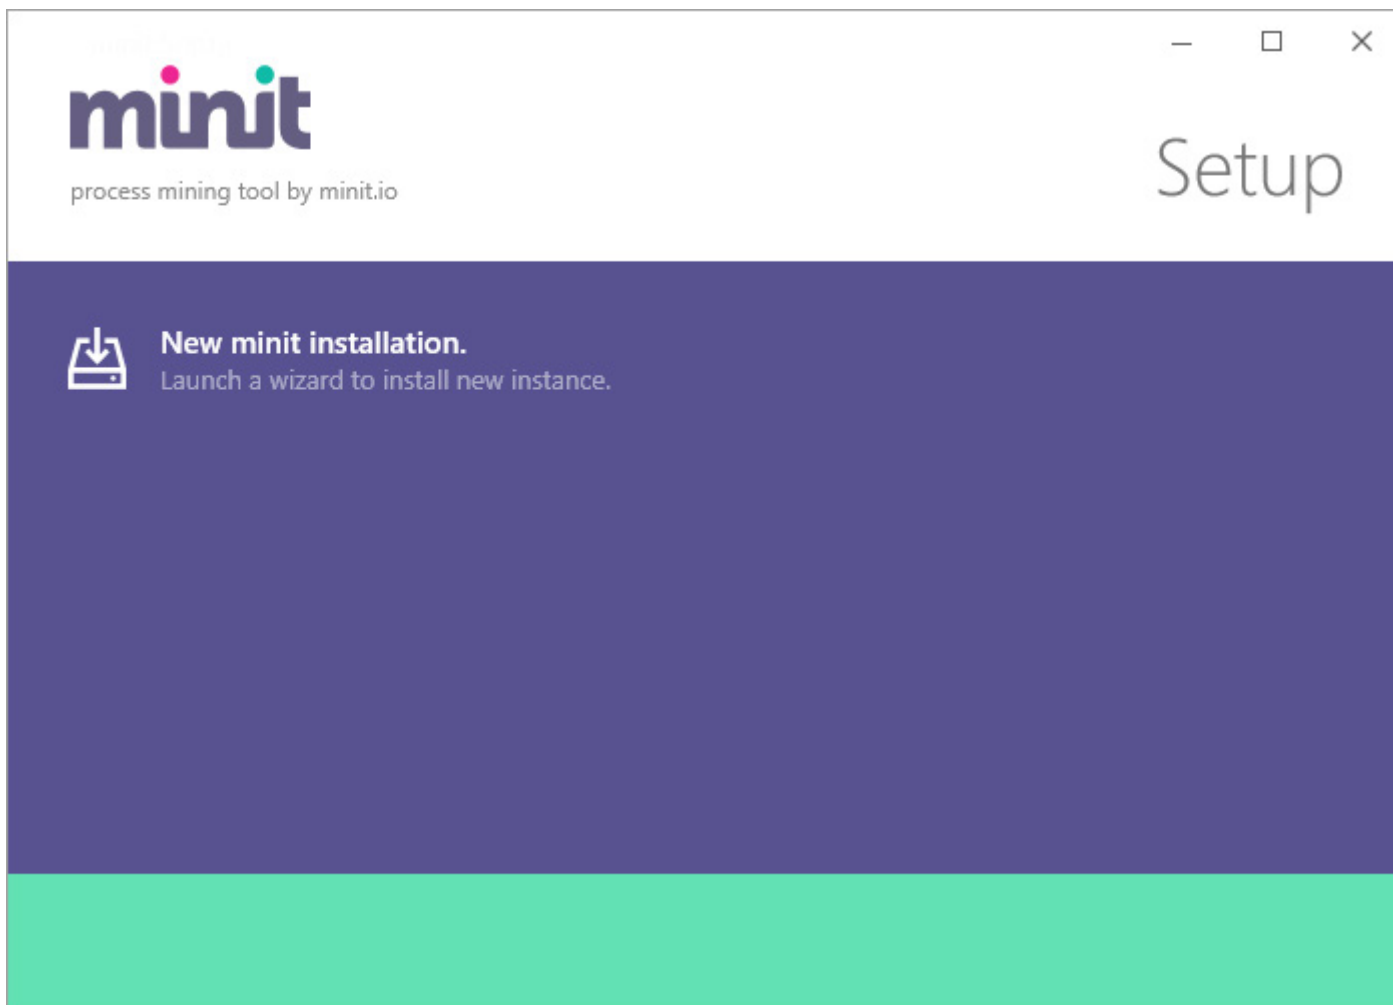 minit
process mining tool by minit.io
Setup
New minit installation.
Launch a wizard to install new instance.